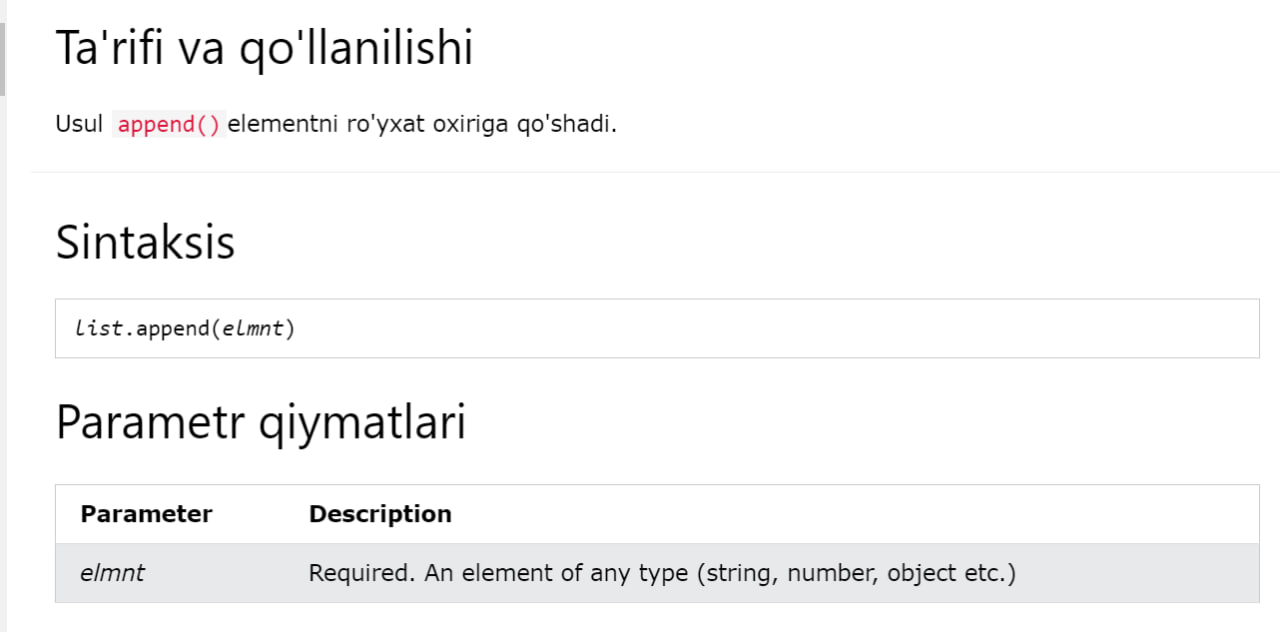 Ta'rifi va qo'llanilishi
Usul append() elementni ro'yxat oxiriga qo'shadi.
Sintaksis
list.append(elmnt)
Parametr qiymatlari
Parameter Description
elmnt Required. An element of any type (string, number, object etc.)